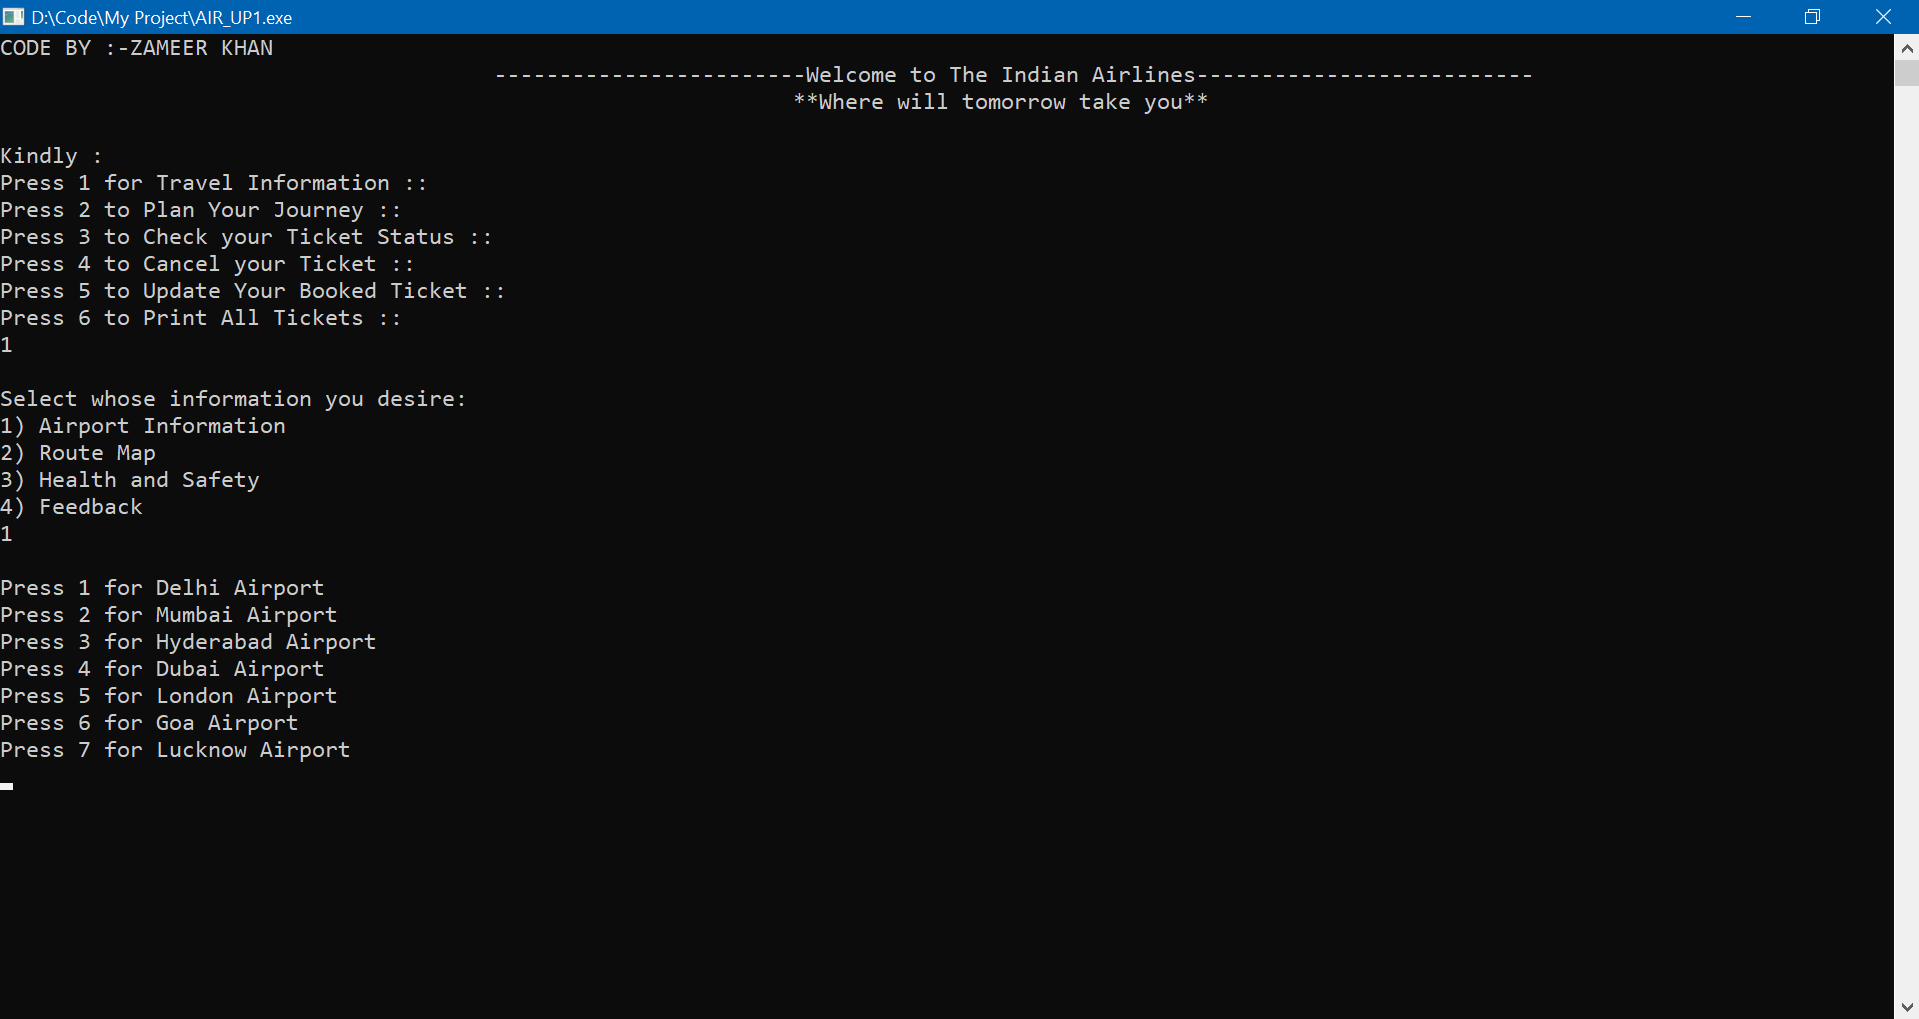 D:\Code\My Project\AIR_UP1.exe
CODE BY :-ZAMEER KHAN
------------------------Welcome to The Indian Airlines--------------------------
**Where will tomorrow take you**
Kindly :
Press 1 for Travel Information ::
Press 2 to Plan Your Journey ::
Press 3 to Check your Ticket Status ::
Press 4 to Cancel your Ticket ::
Press 5 to Update Your Booked Ticket ::
Press 6 to Print All Tickets ::
1
Select whose information you desire:
1) Airport Information
2) Route Map
3) Health and Safety
4) Feedback
1
Press 1 for Delhi Airport
Press 2 for Mumbai Airport
Press 3 for Hyderabad Airport
Press 4 for Dubai Airport
Press 5 for London Airport
Press 6 for Goa Airport
Press 7 for Lucknow Airport